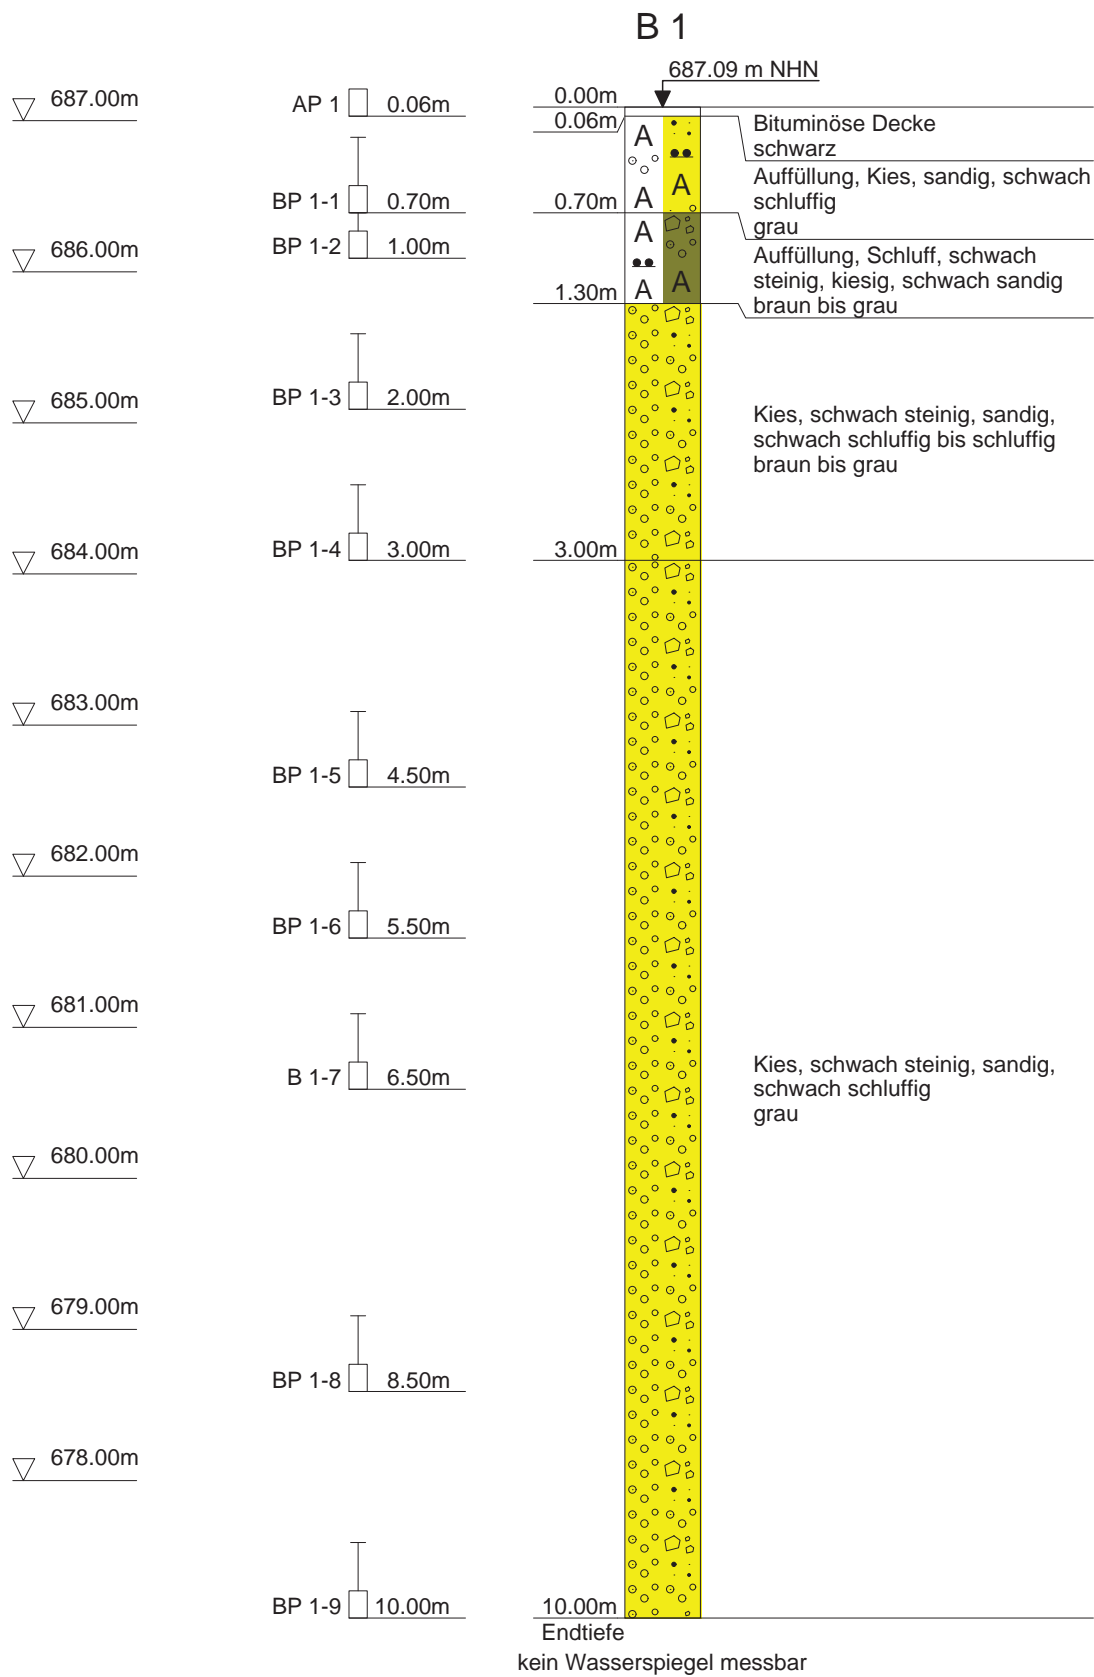 B 1
687.09 m NHN
687.00m
AP 1 0.06m
0.00m
0.06m
Bituminöse Decke
schwarz
A
A
A
A
A
A
BP 1-1 0.70m
0.70m
Auffüllung, Kies, sandig, schwach
schluffig
grau
686.00m
BP 1-2 1.00m
Auffüllung, Schluff, schwach
steinig, kiesig, schwach sandig
braun bis grau
1.30m
685.00m
BP 1-3 2.00m
Kies, schwach steinig, sandig,
schwach schluffig bis schluffig
braun bis grau
684.00m
BP 1-4 3.00m
3.00m
683.00m
BP 1-5 4.50m
682.00m
BP 1-6 5.50m
681.00m
B 1-7 6.50m
Kies, schwach steinig, sandig,
schwach schluffig
grau
680.00m
679.00m
BP 1-8 8.50m
678.00m
BP 1-9 10.00m
10.00m
Endtiefe
kein Wasserspiegel messbar